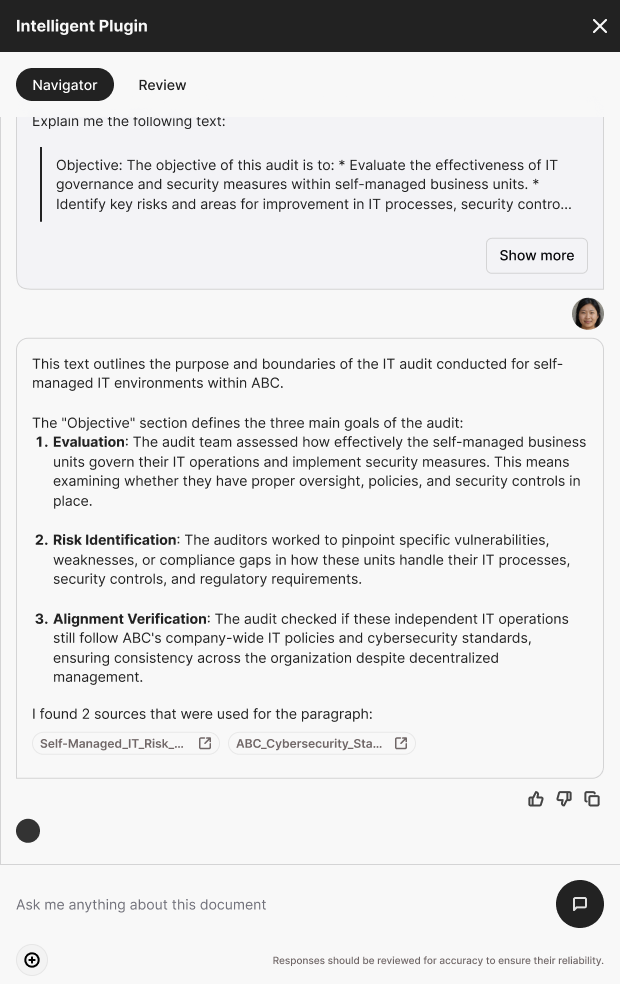 Intelligent Plugin
Navigator
Review
Explain me the following text:
Objective: The objective of this audit is to: * Evaluate the effectiveness of IT
governance and security measures within self-managed business units. *
Identify key risks and areas for improvement in IT processes, security contro...
Show more
This text outlines the purpose and boundaries of the IT audit conducted for self-
managed IT environments within ABC.
The "Objective" section defines the three main goals of the audit:
1. Evaluation: The audit team assessed how effectively the self-managed business
units govern their IT operations and implement security measures. This means
examining whether they have proper oversight, policies, and security controls in
place.
2. Risk Identification: The auditors worked to pinpoint specific vulnerabilities,
weaknesses, or compliance gaps in how these units handle their IT processes,
security controls, and regulatory requirements.
3. Alignment Verification: The audit checked if these independent IT operations
still follow ABC's company-wide IT policies and cybersecurity standards,
ensuring consistency across the organization despite decentralized
management.
I found 2 sources that were used for the paragraph:
Self-Managed_IT_Risk_...
ABC_Cybersecurity_Sta...
Ask me anything about this document
Responses should be reviewed for accuracy to ensure their reliability.